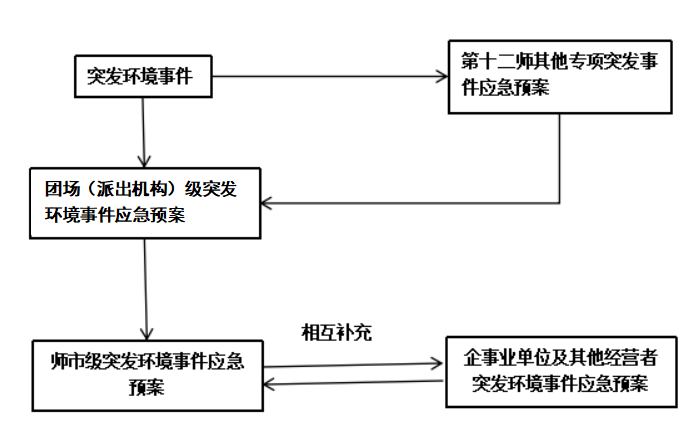 突发环境事件
第十二师其他专项突发事
件应急预案
团场（派出机构）级突发
环境事件应急预案
相互补充
师市级突发环境事件应急
预案
企事业单位及其他经营者
突发环境事件应急预案